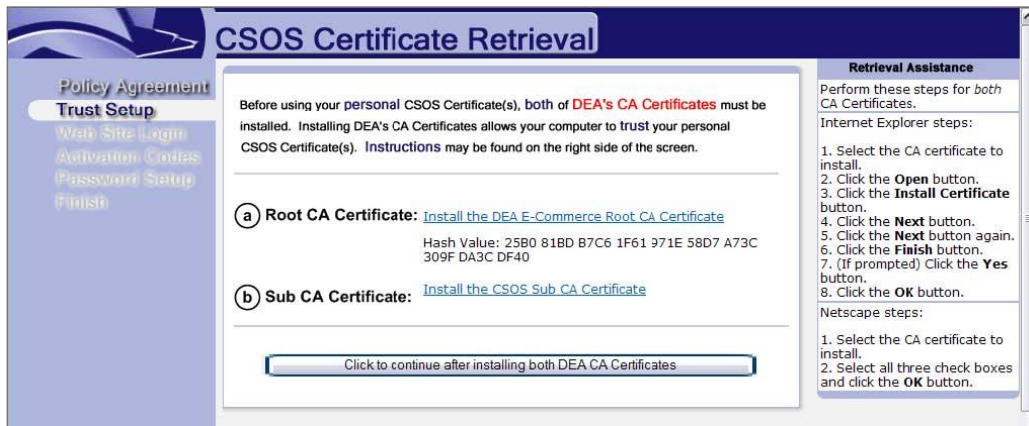 CSOS Certificate Retrieval
Policy Agreement
Trust Setup
Web Site Login
Activation Codes
Password Setup
Finish
Before using your personal CSOS Certificate(s), both of DEA's CA Certificates must be
installed. Installing DEA's CA Certificates allows your computer to trust your personal
CSOS Certificate(s). Instructions may be found on the right side of the screen.
a Root CA Certificate: Install the DEA E-Commerce Root CA Certificate
Hash Value: 25B0 81BD B7C6 1F61 971E 58D7 A73C
309F DA3C DF40
b Sub CA Certificate: Install the CSOS Sub CA Certificate
Click to continue after installing both DEA CA Certificates
Retrieval Assistance
Perform these steps for both
CA Certificates.
Internet Explorer steps:
1. Select the CA certificate to
install.
2. Click the Open button.
3. Click the Install Certificate
button.
4. Click the Next button.
5. Click the Next button again.
6. Click the Finish button.
7. (If prompted) Click the Yes
button.
8. Click the OK button.
Netscape steps:
1. Select the CA certificate to
install.
2. Select all three check boxes
and click the OK button.